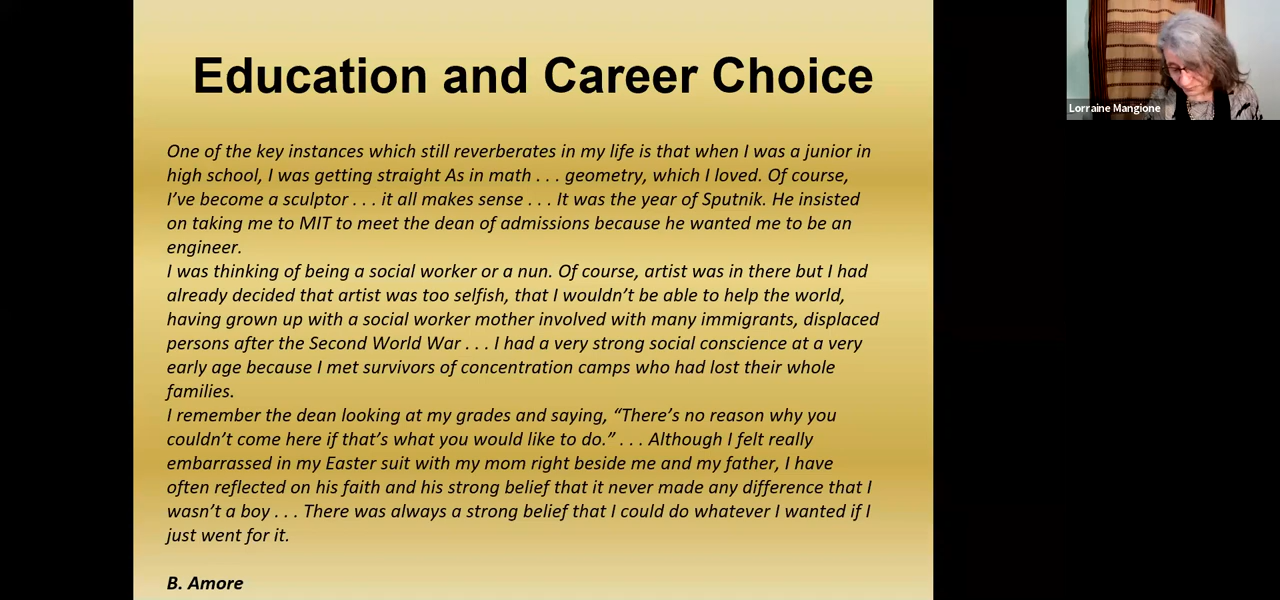 Education and Career Choice
Lorraine Mangione
One of the key instances which still reverberates in my life is that when I was a junior in
high school, I was getting straight As in math . . . geometry, which I loved. Of course,
I’ve become a sculptor . . . it all makes sense . . . It was the year of Sputnik. He insisted
on taking me to MIT to meet the dean of admissions because he wanted me to be an
engineer.
I was thinking of being a social worker or a nun. Of course, artist was in there but I had
already decided that artist was too selfish, that I wouldn’t be able to help the world,
having grown up with a social worker mother involved with many immigrants, displaced
persons after the Second World War . . . I had a very strong social conscience at a very
early age because I met survivors of concentration camps who had lost their whole
families.
I remember the dean looking at my grades and saying, “There’s no reason why you
couldn’t come here if that’s what you would like to do.” . . . Although I felt really
embarrassed in my Easter suit with my mom right beside me and my father, I have
often reflected on his faith and his strong belief that it never made any difference that I
wasn’t a boy . . . There was always a strong belief that I could do whatever I wanted if I
just went for it.
B. Amore